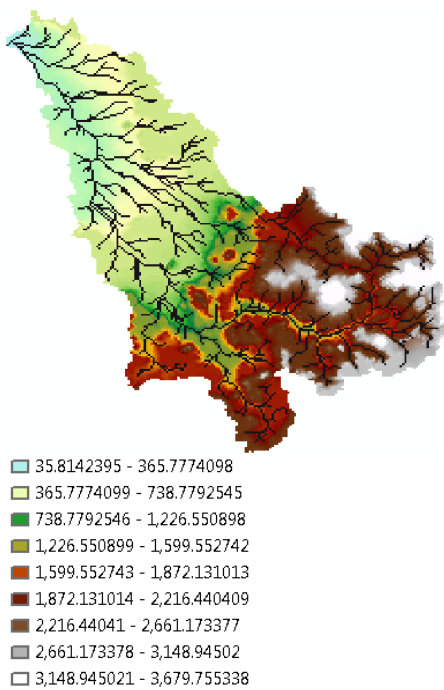 35.8142395 - 365.7774098
365.7774099 - 738.7792545
738.7792546 - 1,226.550898
1,226.550899 - 1,599.552742
1,599.552743 - 1,872.131013
1,872.131014 - 2,216.440409
2,216.44041 - 2,661.173377
2,661.173378 - 3,148.94502
3,148.945021 - 3,679.755338